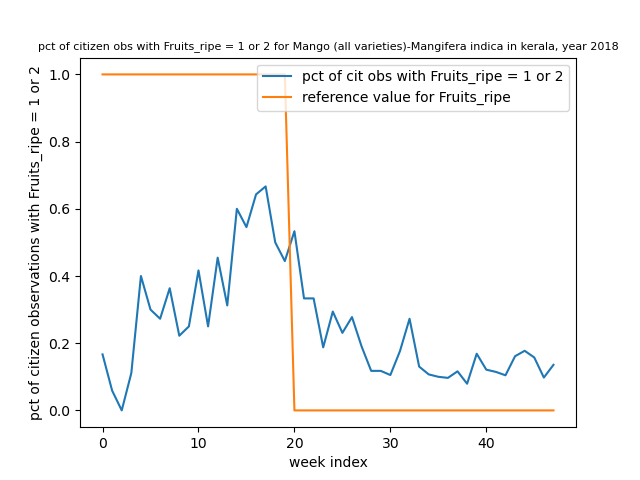 pct of citizen obs with Fruits_ripe = 1 or 2 for Mango (all varieties)-Mangifera indica in kerala, year 2018
pct of cit obs with Fruits_ripe = 1 or 2
reference value for Fruits_ripe
pct of citizen observations with Fruits_ripe = 1 or 2
1.0
0.8
0.6
0.4
0.2
0.0
0 10 20 30 40
week index